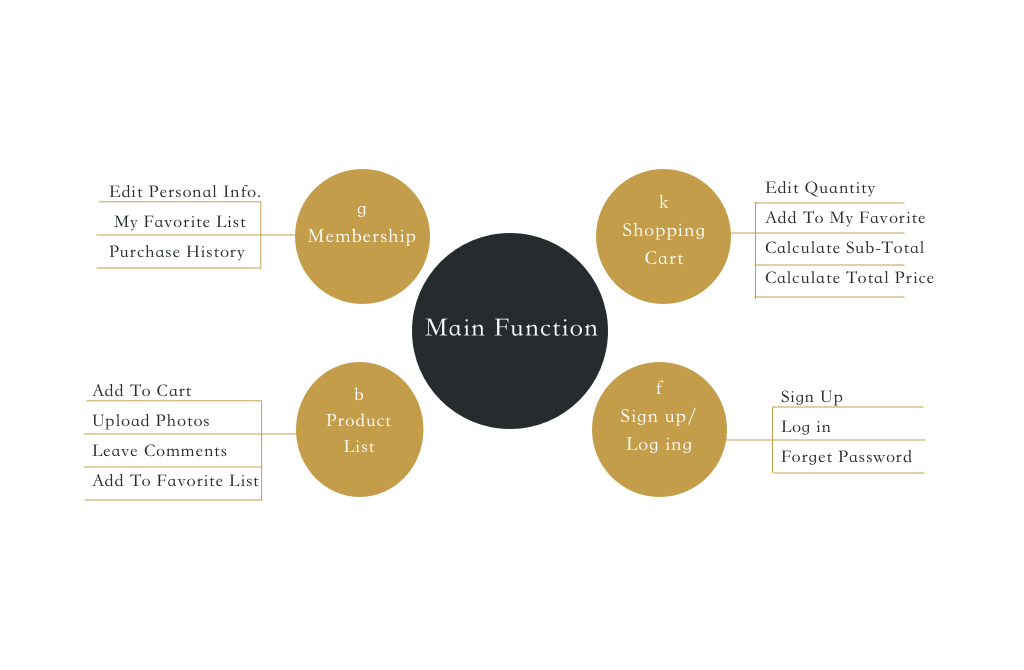 Edit Personal Info.
My Favorite List
Purchase History
g
Membership
k
Shopping
Cart
Edit Quantity
Add To My Favorite
Calculate Sub-Total
Calculate Total Price
Main Function
Add To Cart
Upload Photos
Leave Comments
Add To Favorite List
b
Product
List
f
Sign up/
Log ing
Sign Up
Log in
Forget Password